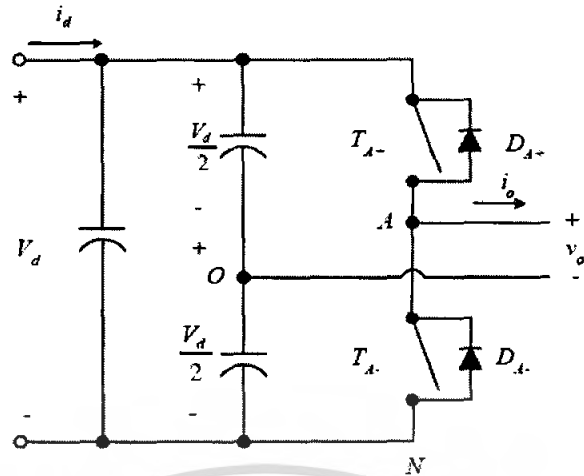 i_d
+
+
V_d/2
T_A+
D_A+
-
i_o
+
A
+
V_d
v_o
O
-
V_d/2
T_A-
D_A-
-
-
N